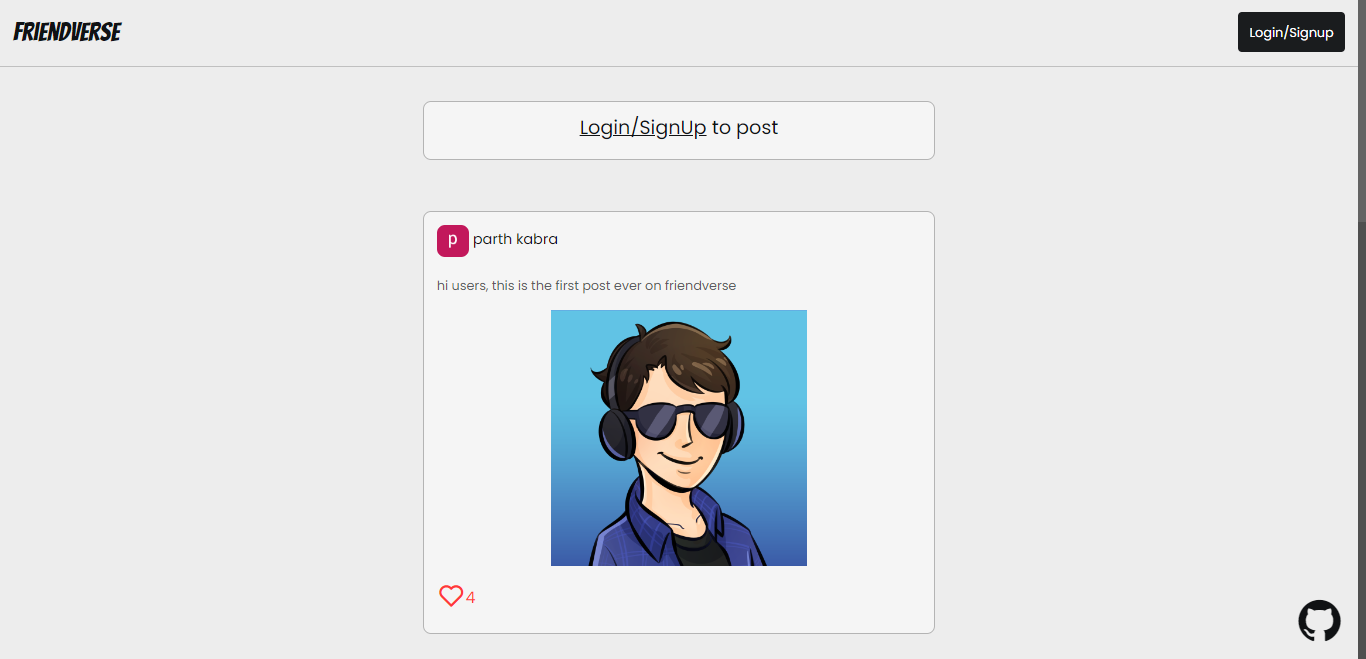 FRIENDVERSE
Login/Signup
Login/SignUp to post
p parth kabra
hi users, this is the first post ever on friendverse
4